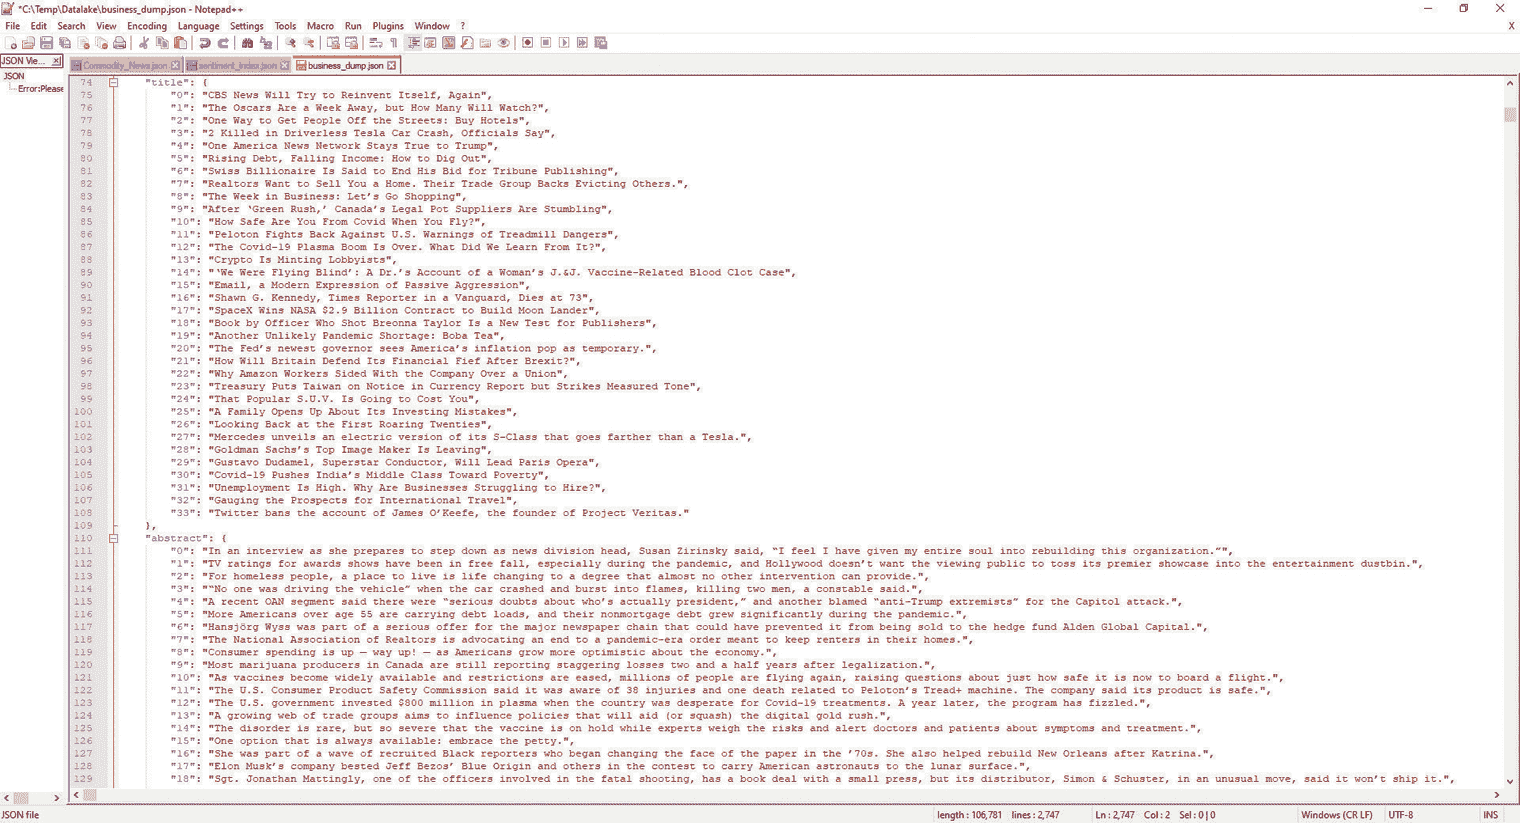 *C:\Temp\Datalake\business_dump.json - Notepad++
File Edit Search View Encoding Language Settings Tools Macro Run Plugins Window ? X
JSON Vie... Commodity_News.json sentiment_index.json business_dump.json
JSON
Error:Please
74 "title": {
75 "0": "CBS News Will Try to Reinvent Itself, Again",
76 "1": "The Oscars Are a Week Away, but How Many Will Watch?",
77 "2": "One Way to Get People Off the Streets: Buy Hotels",
78 "3": "2 Killed in Driverless Tesla Car Crash, Officials Say",
79 "4": "One America News Network Stays True to Trump",
80 "5": "Rising Debt, Falling Income: How to Dig Out",
81 "6": "Swiss Billionaire Is Said to End His Bid for Tribune Publishing",
82 "7": "Realtors Want to Sell You a Home. Their Trade Group Backs Evicting Others.",
83 "8": "The Week in Business: Let’s Go Shopping",
84 "9": "After ‘Green Rush,’ Canada’s Legal Pot Suppliers Are Stumbling",
85 "10": "How Safe Are You From Covid When You Fly?",
86 "11": "Peloton Fights Back Against U.S. Warnings of Treadmill Dangers",
87 "12": "The Covid-19 Plasma Boom Is Over. What Did We Learn From It?",
88 "13": "Crypto Is Minting Lobbyists",
89 "14": "‘We Were Flying Blind’: A Dr.’s Account of a Woman’s J.&J. Vaccine-Related Blood Clot Case",
90 "15": "Email, a Modern Expression of Passive Aggression",
91 "16": "Shawn G. Kennedy, Times Reporter in a Vanguard, Dies at 73",
92 "17": "SpaceX Wins NASA $2.9 Billion Contract to Build Moon Lander",
93 "18": "Book by Officer Who Shot Breonna Taylor Is a New Test for Publishers",
94 "19": "Another Unlikely Pandemic Shortage: Boba Tea",
95 "20": "The Fed’s newest governor sees America’s inflation pop as temporary.",
96 "21": "How Will Britain Defend Its Financial Fief After Brexit?",
97 "22": "Why Amazon Workers Sided With the Company Over a Union",
98 "23": "Treasury Puts Taiwan on Notice in Currency Report but Strikes Measured Tone",
99 "24": "That Popular S.U.V. Is Going to Cost You",
100 "25": "A Family Opens Up About Its Investing Mistakes",
101 "26": "Looking Back at the First Roaring Twenties",
102 "27": "Mercedes unveils an electric version of its S-Class that goes farther than a Tesla.",
103 "28": "Goldman Sachs’s Top Image Maker Is Leaving",
104 "29": "Gustavo Dudamel, Superstar Conductor, Will Lead Paris Opera",
105 "30": "Covid-19 Pushes India’s Middle Class Toward Poverty",
106 "31": "Unemployment Is High. Why Are Businesses Struggling to Hire?",
107 "32": "Gauging the Prospects for International Travel",
108 "33": "Twitter bans the account of James O’Keefe, the founder of Project Veritas."
109 },
110 "abstract": {
111 "0": "In an interview as she prepares to step down as news division head, Susan Zirinsky said, “I feel I have given my entire soul into rebuilding this organization.”",
112 "1": "TV ratings for awards shows have been in free fall, especially during the pandemic, and Hollywood doesn’t want the viewing public to toss its premier showcase into the entertainment dustbin.",
113 "2": "For homeless people, a place to live is life changing to a degree that almost no other intervention can provide.",
114 "3": "“No one was driving the vehicle” when the car crashed and burst into flames, killing two men, a constable said.",
115 "4": "A recent OAN segment said there were “serious doubts about who’s actually president,” and another blamed “anti-Trump extremists” for the Capitol attack.",
116 "5": "More Americans over age 55 are carrying debt loads, and their nonmortgage debt grew significantly during the pandemic.",
117 "6": "Hansjörg Wyss was part of a serious offer for the major newspaper chain that could have prevented it from being sold to the hedge fund Alden Global Capital.",
118 "7": "The National Association of Realtors is advocating an end to a pandemic-era order meant to keep renters in their homes.",
119 "8": "Consumer spending is up — way up! — as Americans grow more optimistic about the economy.",
120 "9": "Most marijuana producers in Canada are still reporting staggering losses two and a half years after legalization.",
121 "10": "As vaccines become widely available and restrictions are eased, millions of people are flying again, raising questions about just how safe it is now to board a flight.",
122 "11": "The U.S. Consumer Product Safety Commission said it was aware of 38 injuries and one death related to Peloton’s Tread+ machine. The company said its product is safe.",
123 "12": "The U.S. government invested $800 million in plasma when the country was desperate for Covid-19 treatments. A year later, the program has fizzled.",
124 "13": "A growing web of trade groups aims to influence policies that will aid (or squash) the digital gold rush.",
125 "14": "The disorder is rare, but so severe that the vaccine is on hold while experts weigh the risks and alert doctors and patients about symptoms and treatment.",
126 "15": "One option that is always available: embrace the petty.",
127 "16": "She was part of a wave of recruited Black reporters who began changing the face of the paper in the ’70s. She also helped rebuild New Orleans after Katrina.",
128 "17": "Elon Musk’s company bested Jeff Bezos’ Blue Origin and others in the contest to carry American astronauts to the lunar surface.",
129 "18": "Sgt. Jonathan Mattingly, one of the officers involved in the fatal shooting, has a book deal with a small press, but its distributor, Simon & Schuster, in an unusual move, said it won’t ship it.",
JSON file length : 106,781 lines : 2,747 Ln : 2,747 Col : 2 Sel : 0 | 0 Windows (CR LF) UTF-8 INS